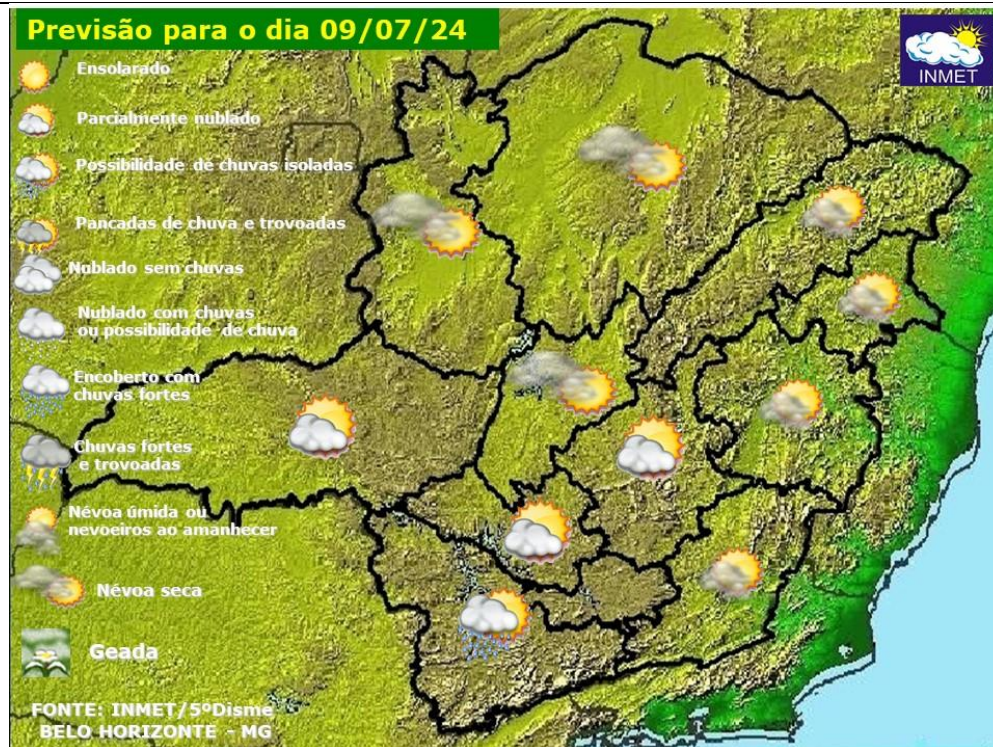 Previsão para o dia 09/07/24
INMET
Ensolarado
Parcialmente nublado
Possibilidade de chuvas isoladas
Pancadas de chuva e trovoadas
Nublado sem chuvas
Nublado com chuvas
ou possibilidade de chuva
Encoberto com
chuvas fortes
Chuvas fortes
e trovoadas
Névoa úmida ou
nevoeiros ao amanhecer
Névoa seca
Geada
FONTE: INMET/5ºDisme
BELO HORIZONTE - MG